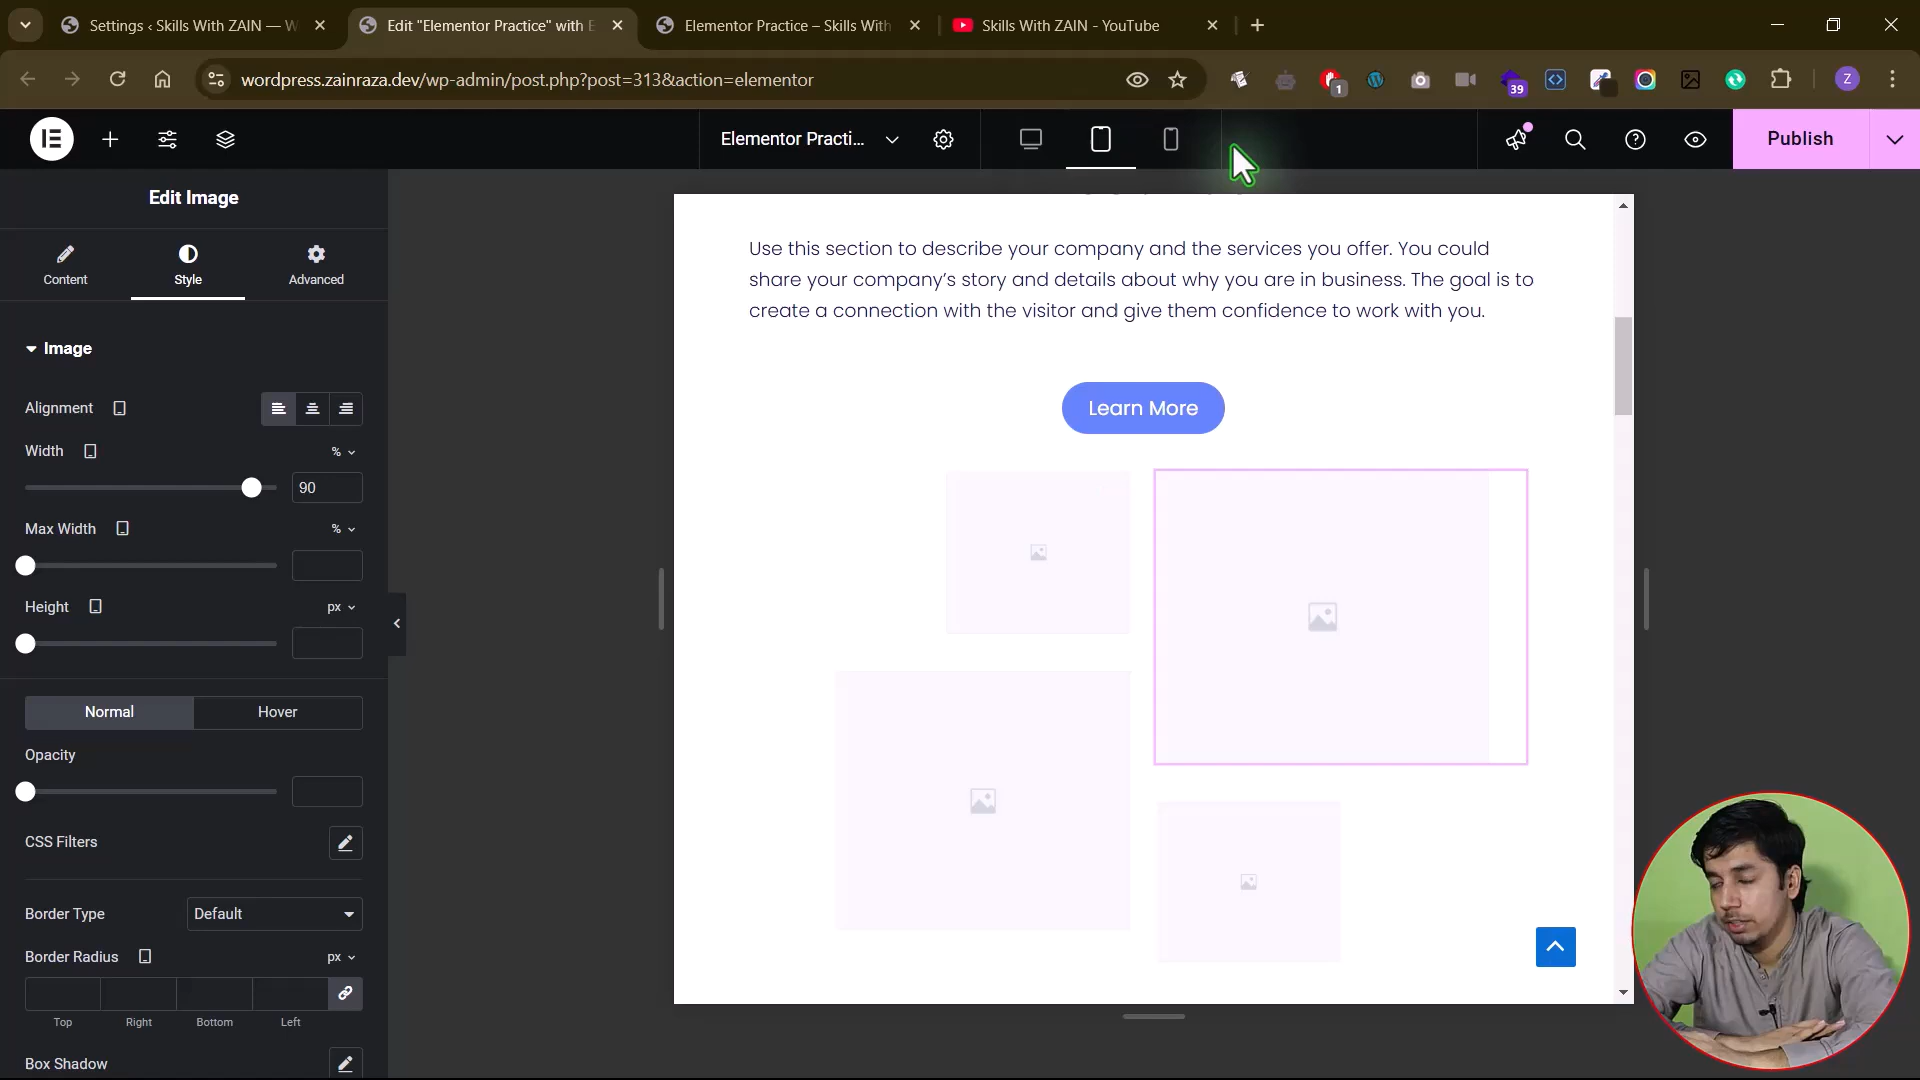 Settings ‹ Skills With ZAIN — W
Edit "Elementor Practice" with E
Elementor Practice – Skills With
Skills With ZAIN - YouTube
wordpress.zainraza.dev/wp-admin/post.php?post=313&action=elementor
1
39
Z
Elementor Practi...
Publish
Edit Image
Content
Style
Advanced
Image
Alignment
Width
%
90
Max Width
%
Height
px
Normal
Hover
Opacity
CSS Filters
Border Type
Default
Border Radius
px
Top
Right
Bottom
Left
Box Shadow
Use this section to describe your company and the services you offer. You could
share your company’s story and details about why you are in business. The goal is to
create a connection with the visitor and give them confidence to work with you.
Learn More